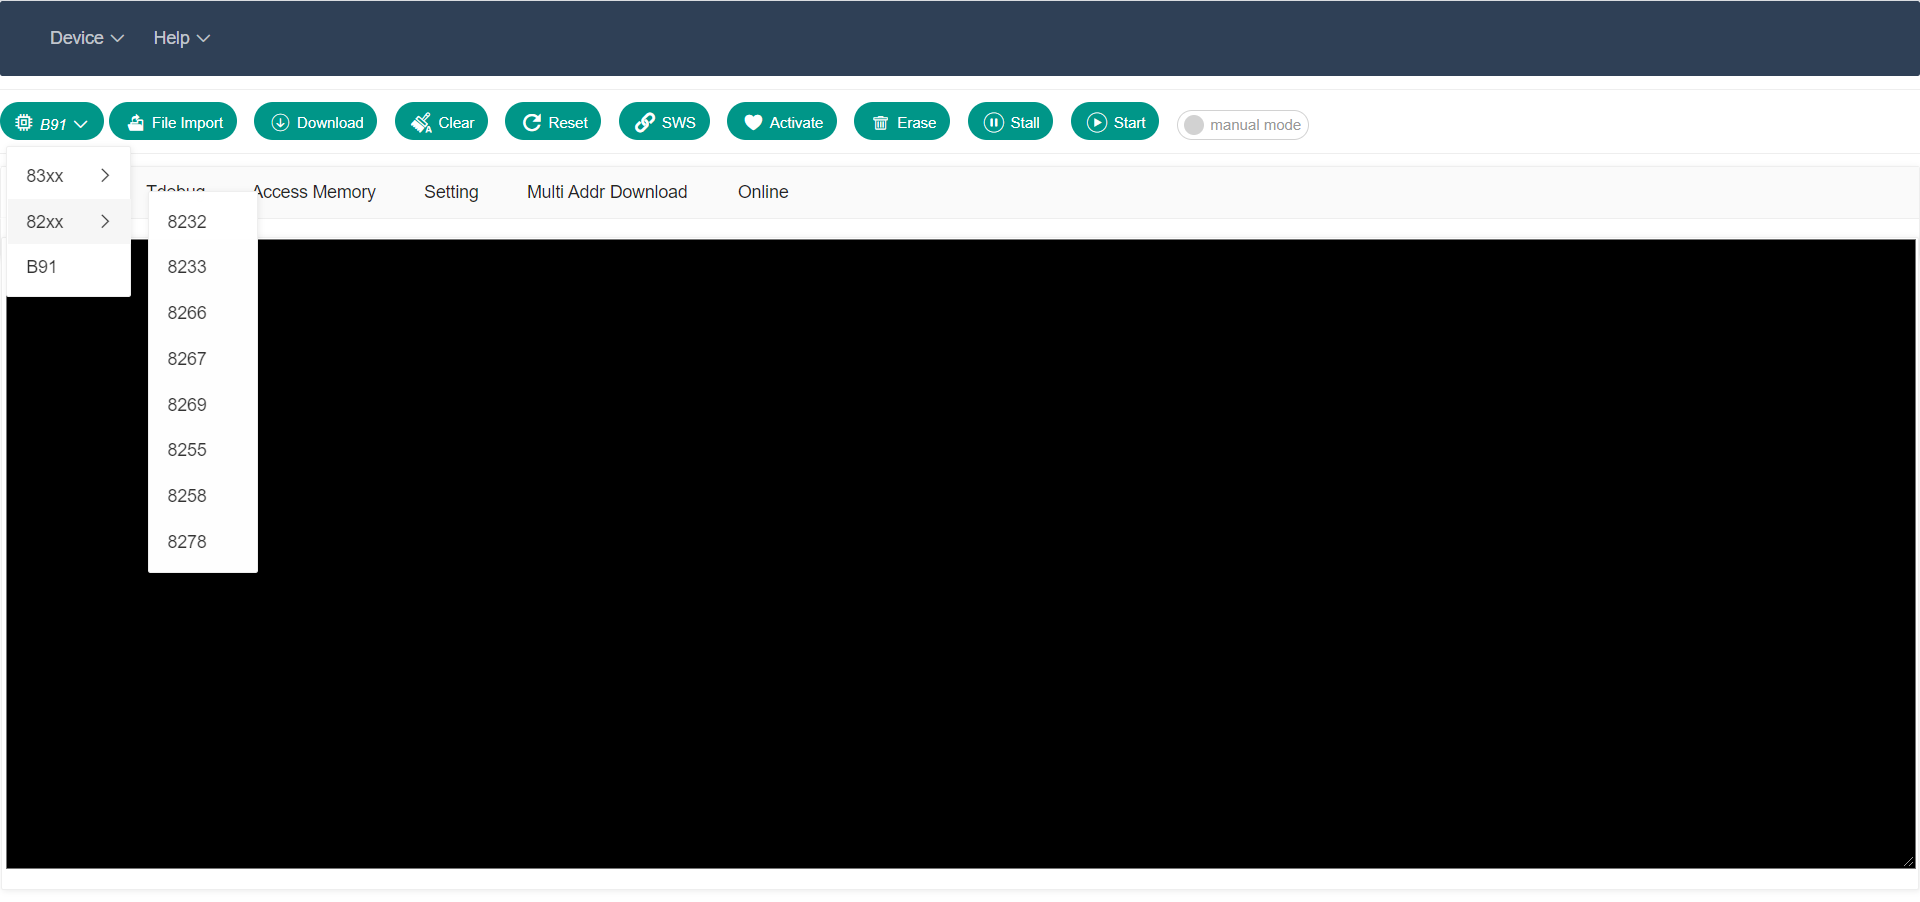 Device Help
B91 File Import Download Clear Reset SWS Activate Erase Stall Start manual mode
83xx
82xx
B91
Tdebug Access Memory Setting Multi Addr Download Online
8232
8233
8266
8267
8269
8255
8258
8278